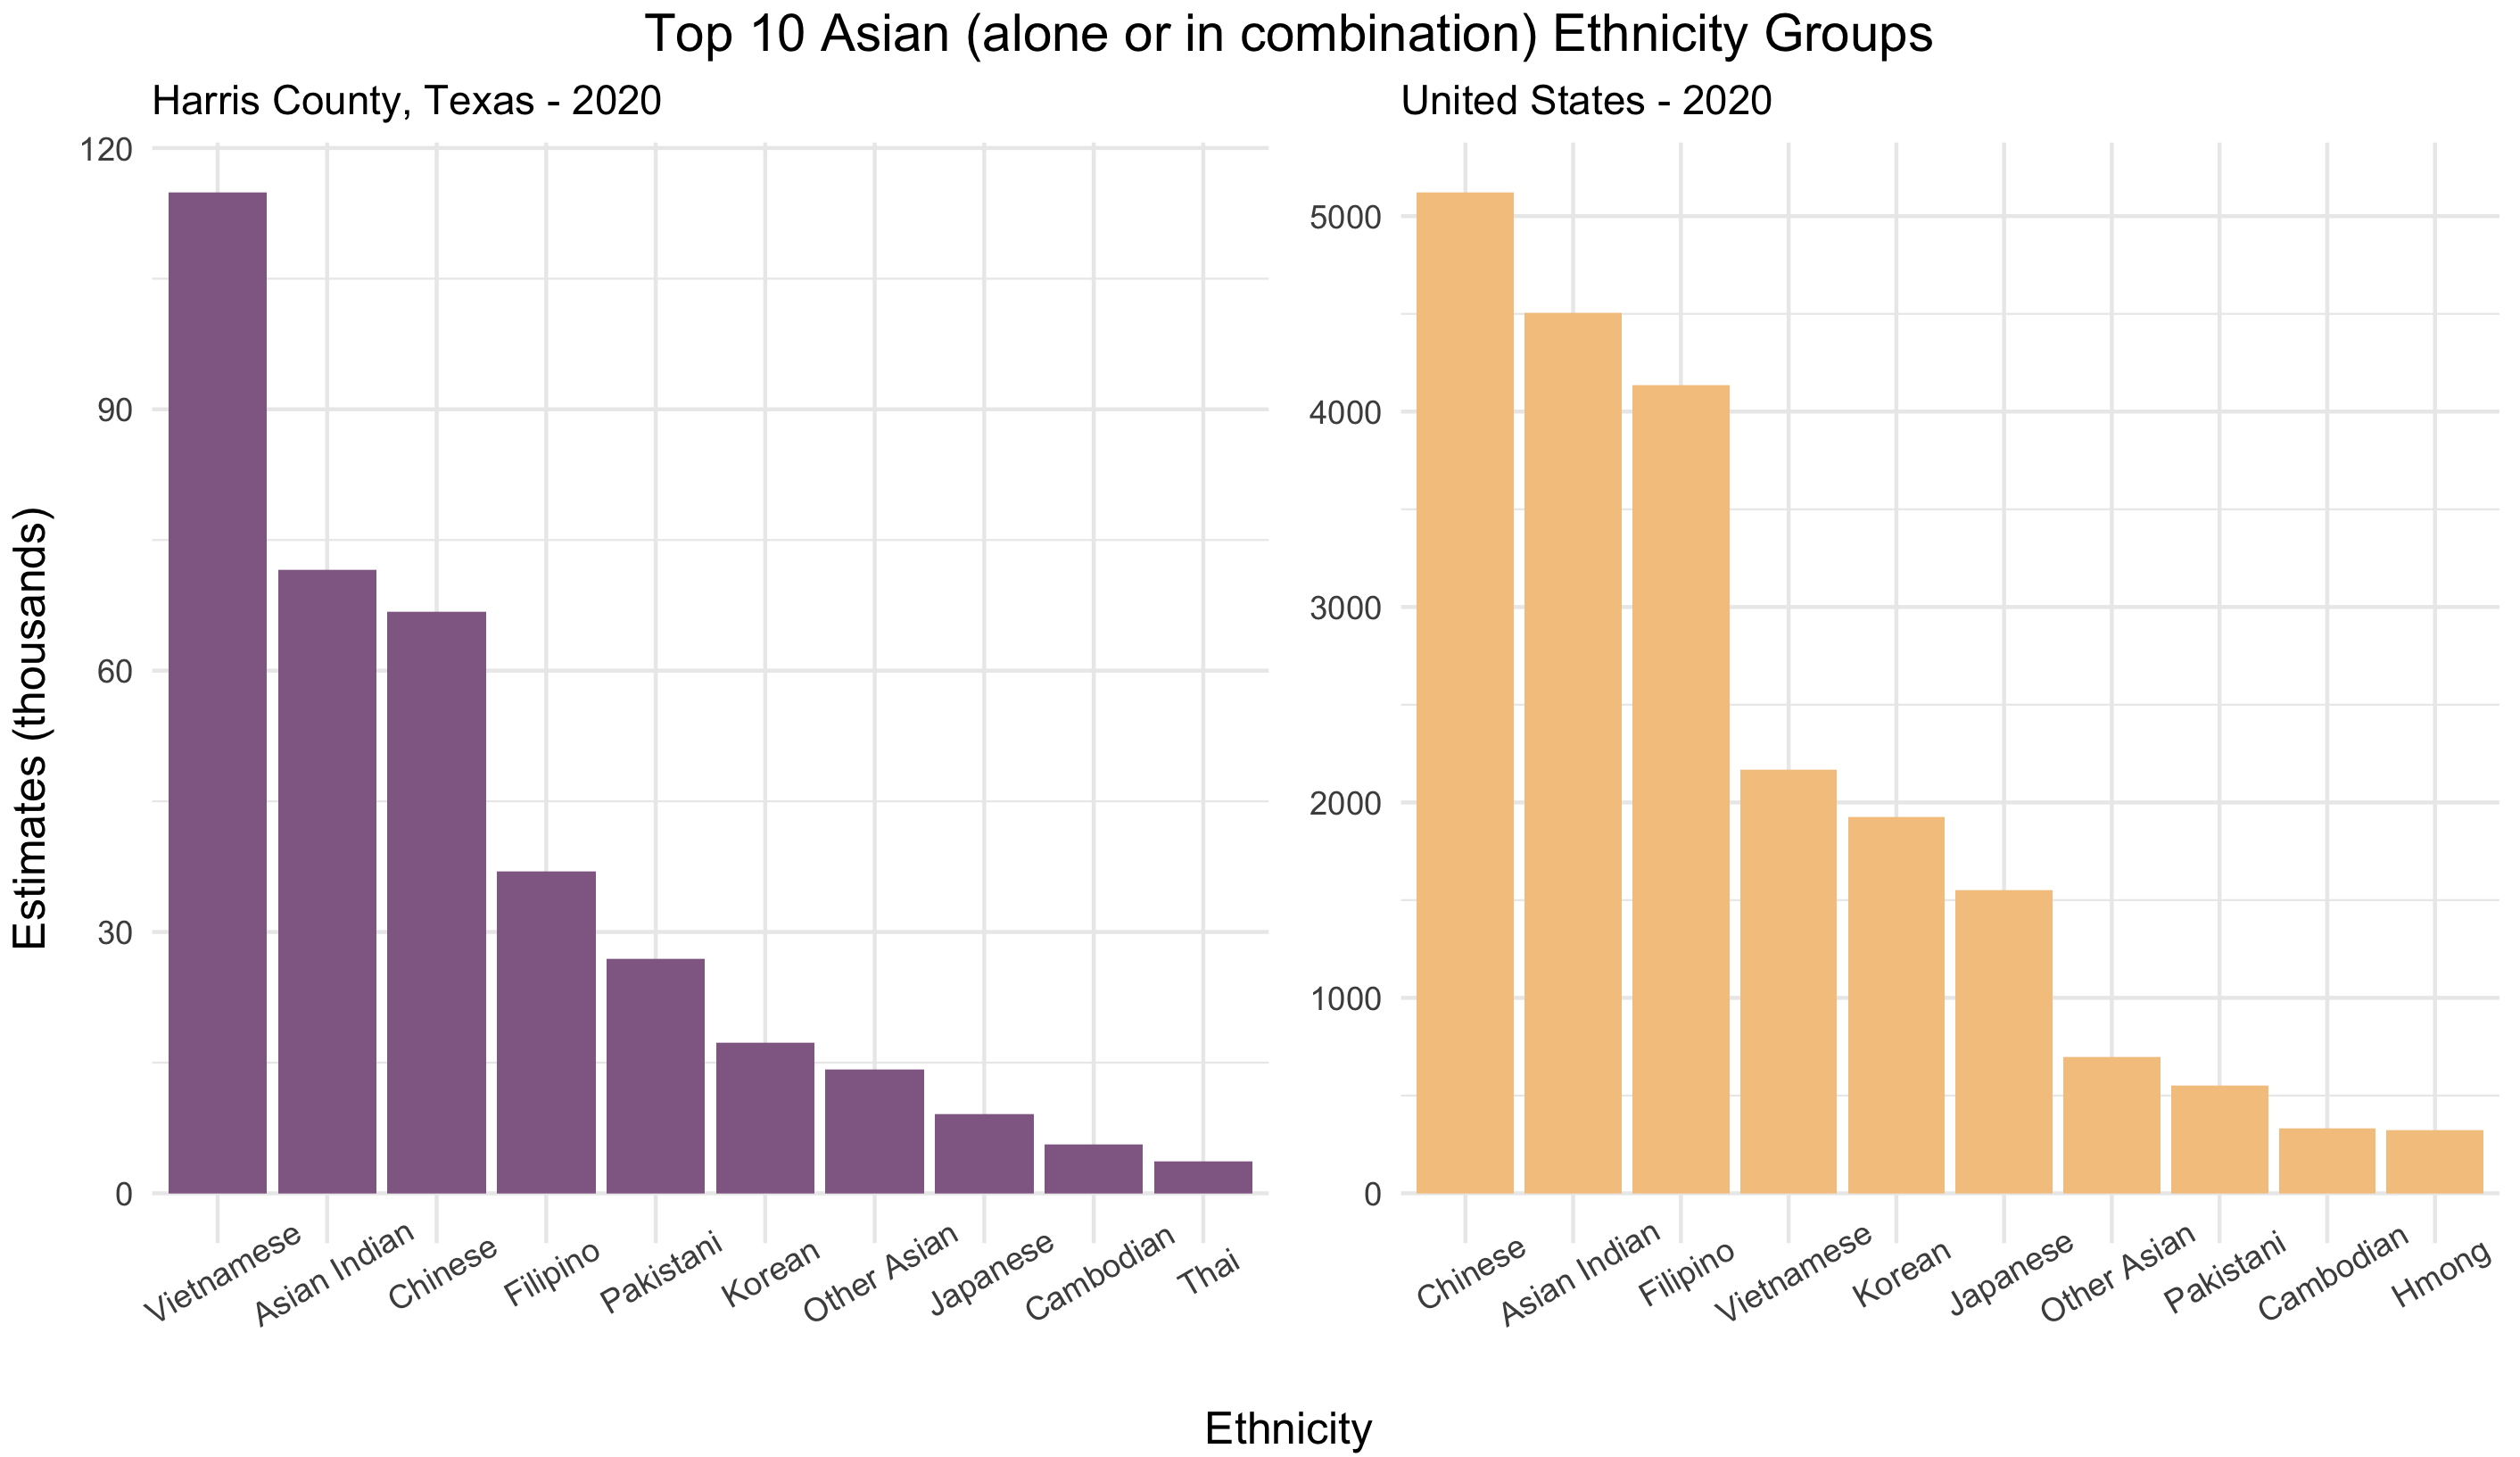 Top 10 Asian (alone or in combination) Ethnicity Groups
Harris County, Texas - 2020
United States - 2020
Estimates (thousands)
120
90
60
30
0
Vietnamese
Asian Indian
Chinese
Filipino
Pakistani
Korean
Other Asian
Japanese
Cambodian
Thai
5000
4000
3000
2000
1000
0
Chinese
Asian Indian
Filipino
Vietnamese
Korean
Japanese
Other Asian
Pakistani
Cambodian
Hmong
Ethnicity